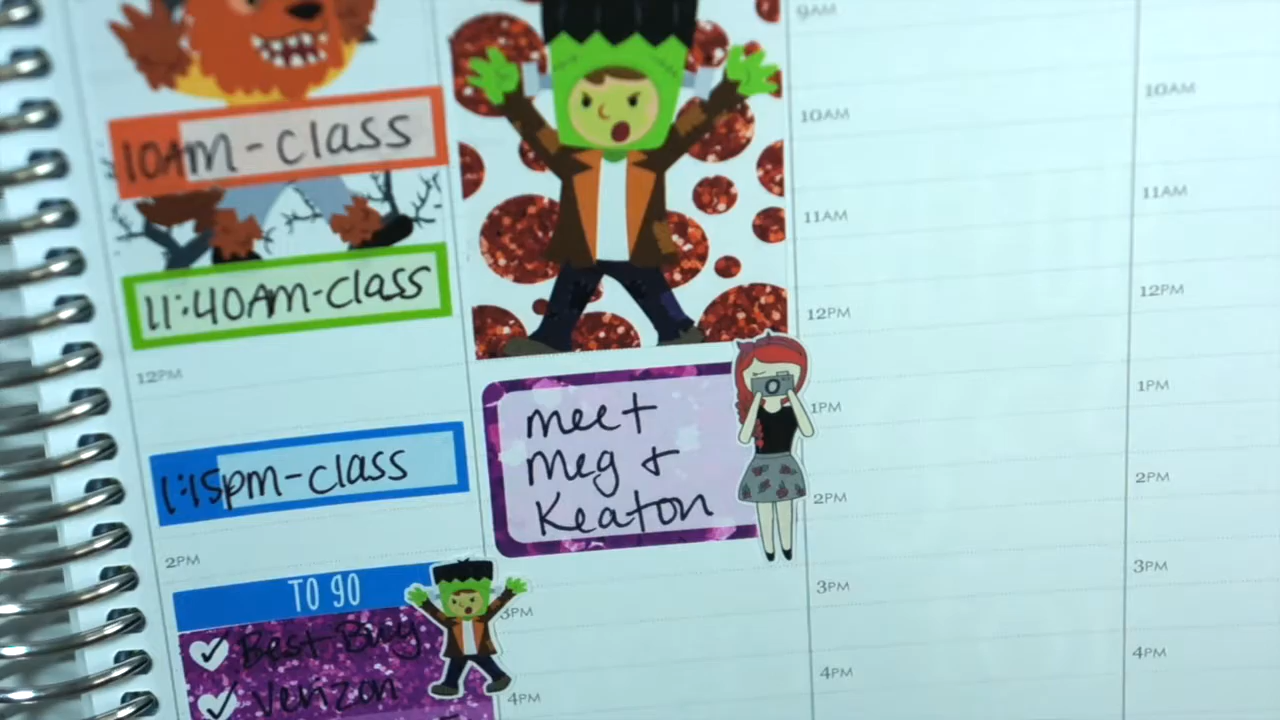 10AM-class
11:40AM-class
12PM
1:15pm-class
2PM
TO GO
Best Buy
Verizon
meet
Meg &
Keaton
3PM
4PM
9AM
10AM
11AM
12PM
1PM
2PM
3PM
4PM
10AM
11AM
12PM
1PM
2PM
3PM
4PM